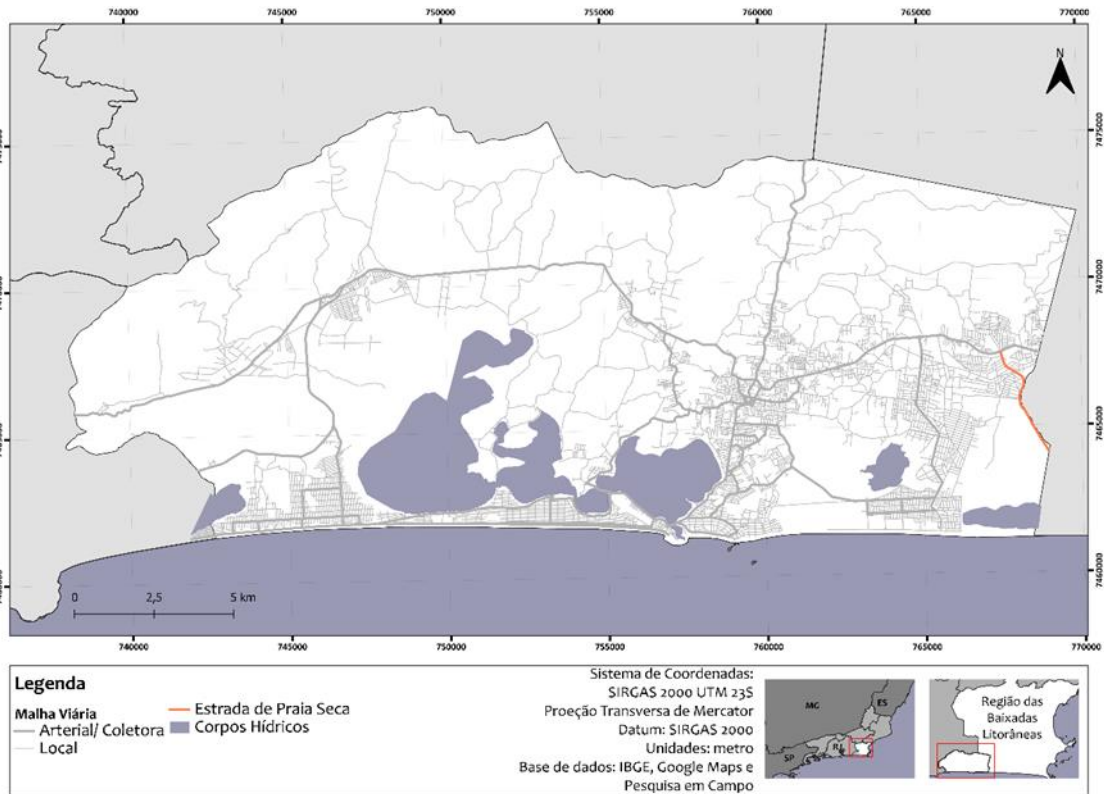 740000 745000 750000 755000 760000 765000 770000
N
7475000
7470000
7465000
7460000
0 2,5 5 km
740000 745000 750000 755000 760000 765000 770000
Legenda
Malha Viária
Arterial/ Coletora
Local
Estrada de Praia Seca
Corpos Hídricos
Sistema de Coordenadas:
SIRGAS 2000 UTM 23S
Proeção Transversa de Mercator
Datum: SIRGAS 2000
Unidades: metro
Base de dados: IBGE, Google Maps e
Pesquisa em Campo
MG
ES
SP
RJ
Região das
Baixadas
Litorâneas